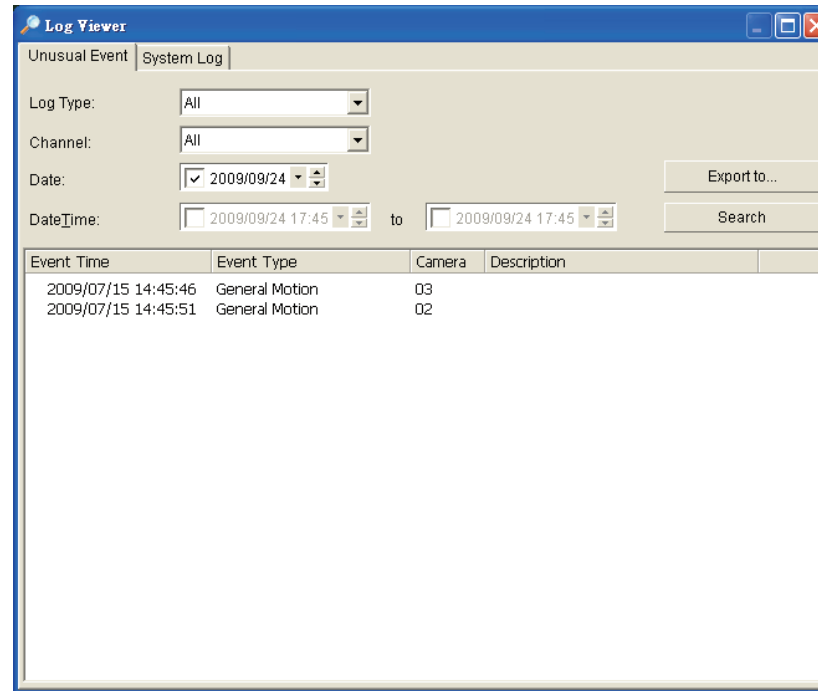 Log Viewer
Unusual Event System Log
Log Type: All
Channel: All
Date: 2009/09/24 Export to...
DateTime: 2009/09/24 17:45 to 2009/09/24 17:45 Search
Event Time Event Type Camera Description
2009/07/15 14:45:46 General Motion 03
2009/07/15 14:45:51 General Motion 02